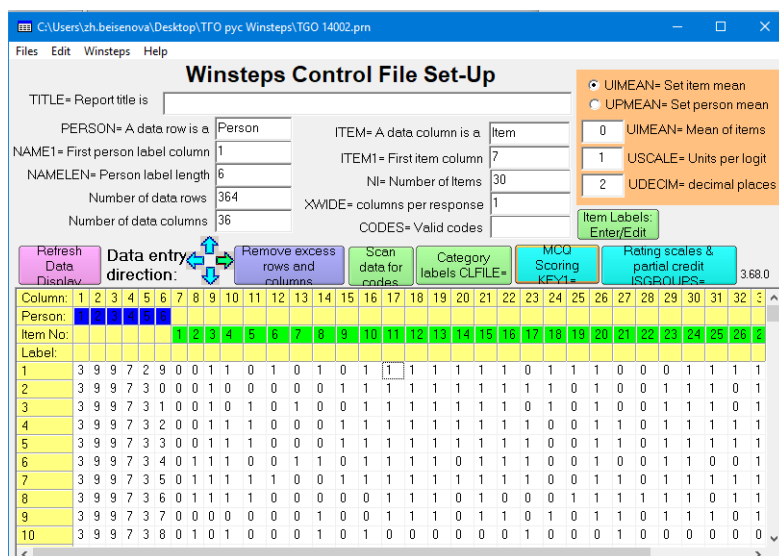 C:\Users\zh.beisenova\Desktop\ТГО рус Winsteps\TGO 14002.prn
Files Edit Winsteps Help
Winsteps Control File Set-Up
TITLE= Report title is
UIMEAN= Set item mean
UPMEAN= Set person mean
PERSON= A data row is a Person
ITEM= A data column is a Item
0 UIMEAN= Mean of items
NAME1= First person label column 1
ITEM1= First item column 7
1 USCALE= Units per logit
NAMELEN= Person label length 6
NI= Number of Items 30
2 UDECIM= decimal places
Number of data rows 364
XWIDE= columns per response 1
Number of data columns 36
CODES= Valid codes
Item Labels: Enter/Edit
Refresh Data Display
Data entry direction:
Remove excess rows and columns
Scan data for codes
Category labels CLFILE=
MCQ Scoring KEY1=
Rating scales & partial credit ISGROUPS=
3.68.0
Column: 1 2 3 4 5 6 7 8 9 10 11 12 13 14 15 16 17 18 19 20 21 22 23 24 25 26 27 28 29 30 31 32
Person: 1 2 3 4 5 6
Item No: 1 2 3 4 5 6 7 8 9 10 11 12 13 14 15 16 17 18 19 20 21 22 23 24 25 26 2
Label:
1 3 9 9 7 2 9 0 0 1 1 0 1 0 1 0 1 1 1 1 1 1 1 0 1 1 0 0 0 1 1 1 1 1
2 3 9 9 7 3 0 0 0 1 0 0 0 0 0 1 1 1 1 1 1 1 1 1 1 0 1 0 1 1 1 0 1
3 3 9 9 7 3 1 0 0 1 0 1 0 1 0 0 1 1 1 1 1 1 1 1 0 1 0 0 1 1 0 1
4 3 9 9 7 3 2 0 0 1 1 1 0 0 0 1 1 1 1 1 1 1 1 1 0 1 0 1 1 1 1 1
5 3 9 9 7 3 3 0 0 1 1 1 0 0 0 1 1 1 1 1 1 1 1 1 0 1 0 1 1 1 1 1
6 3 9 9 7 3 4 0 1 1 0 1 1 0 1 1 1 1 0 1 1 1 0 1 0 1 1 0 0 1
7 3 9 9 7 3 5 0 1 1 1 1 0 0 1 1 1 1 1 1 1 1 1 0 1 0 1 1 1 1 1
8 3 9 9 7 3 6 0 1 1 1 1 0 0 0 0 0 1 1 1 0 1 0 0 0 1 1 1 1 1 0 1 1
9 3 9 9 7 3 7 0 0 0 0 0 0 0 1 0 0 1 1 1 1 0 1 0 1 0 1 1 0 1 1 1 1
10 3 9 9 7 3 8 0 1 0 1 0 0 0 1 0 1 0 0 0 0 0 1 0 1 0 1 0 0 0 0 0 0